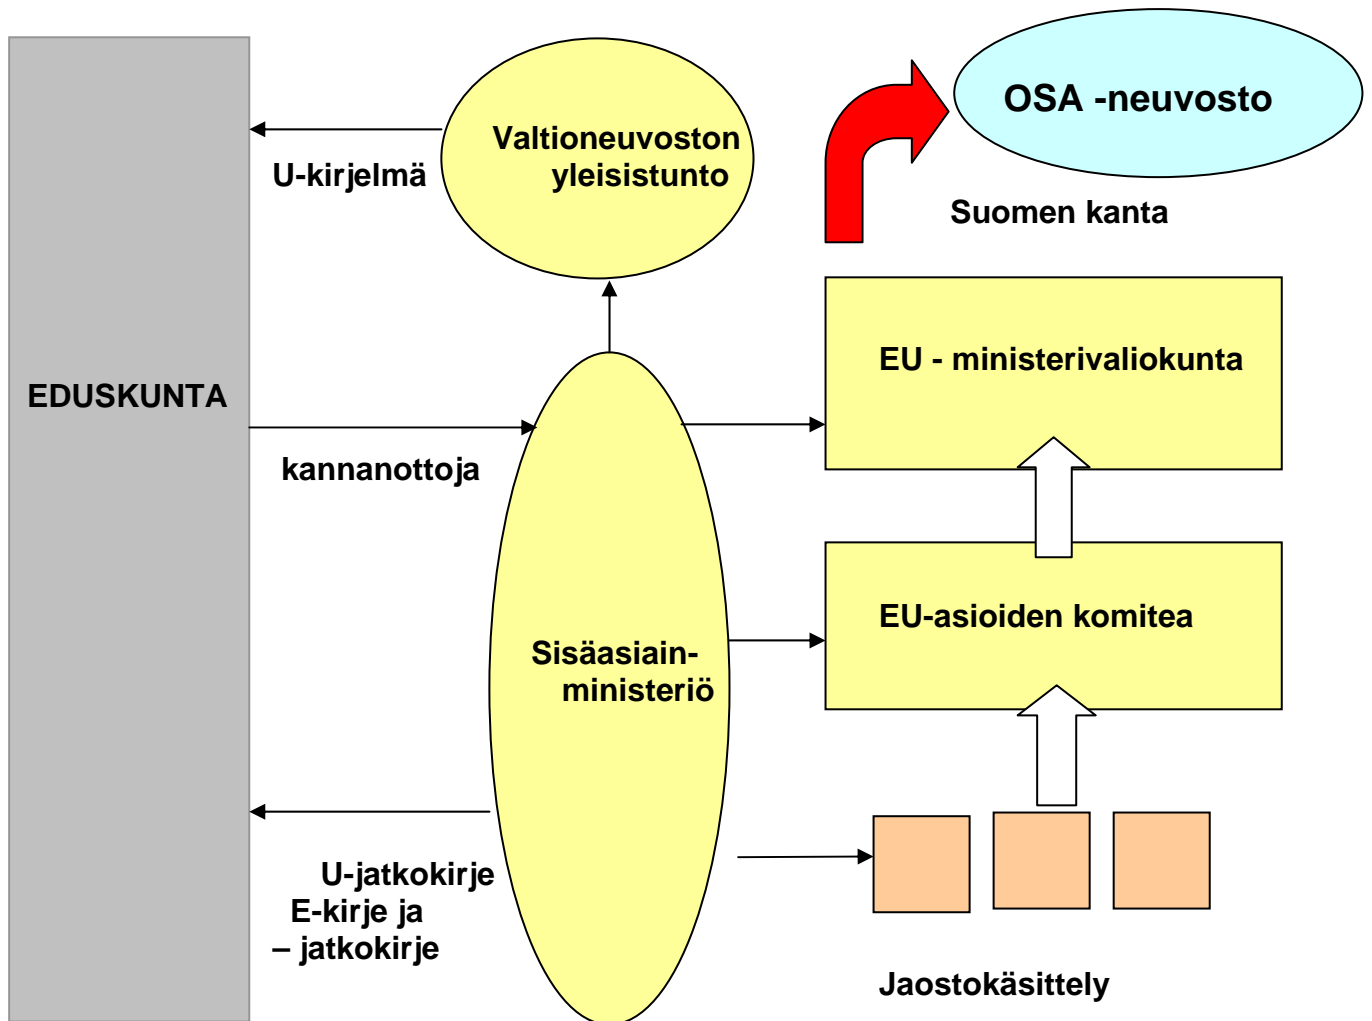 OSA -neuvosto
Valtioneuvoston
yleisistunto
U-kirjelmä
Suomen kanta
EU - ministerivaliokunta
EDUSKUNTA
kannanottoja
EU-asioiden komitea
Sisäasiain-
ministeriö
U-jatkokirje
E-kirje ja
– jatkokirje
Jaostokäsittely